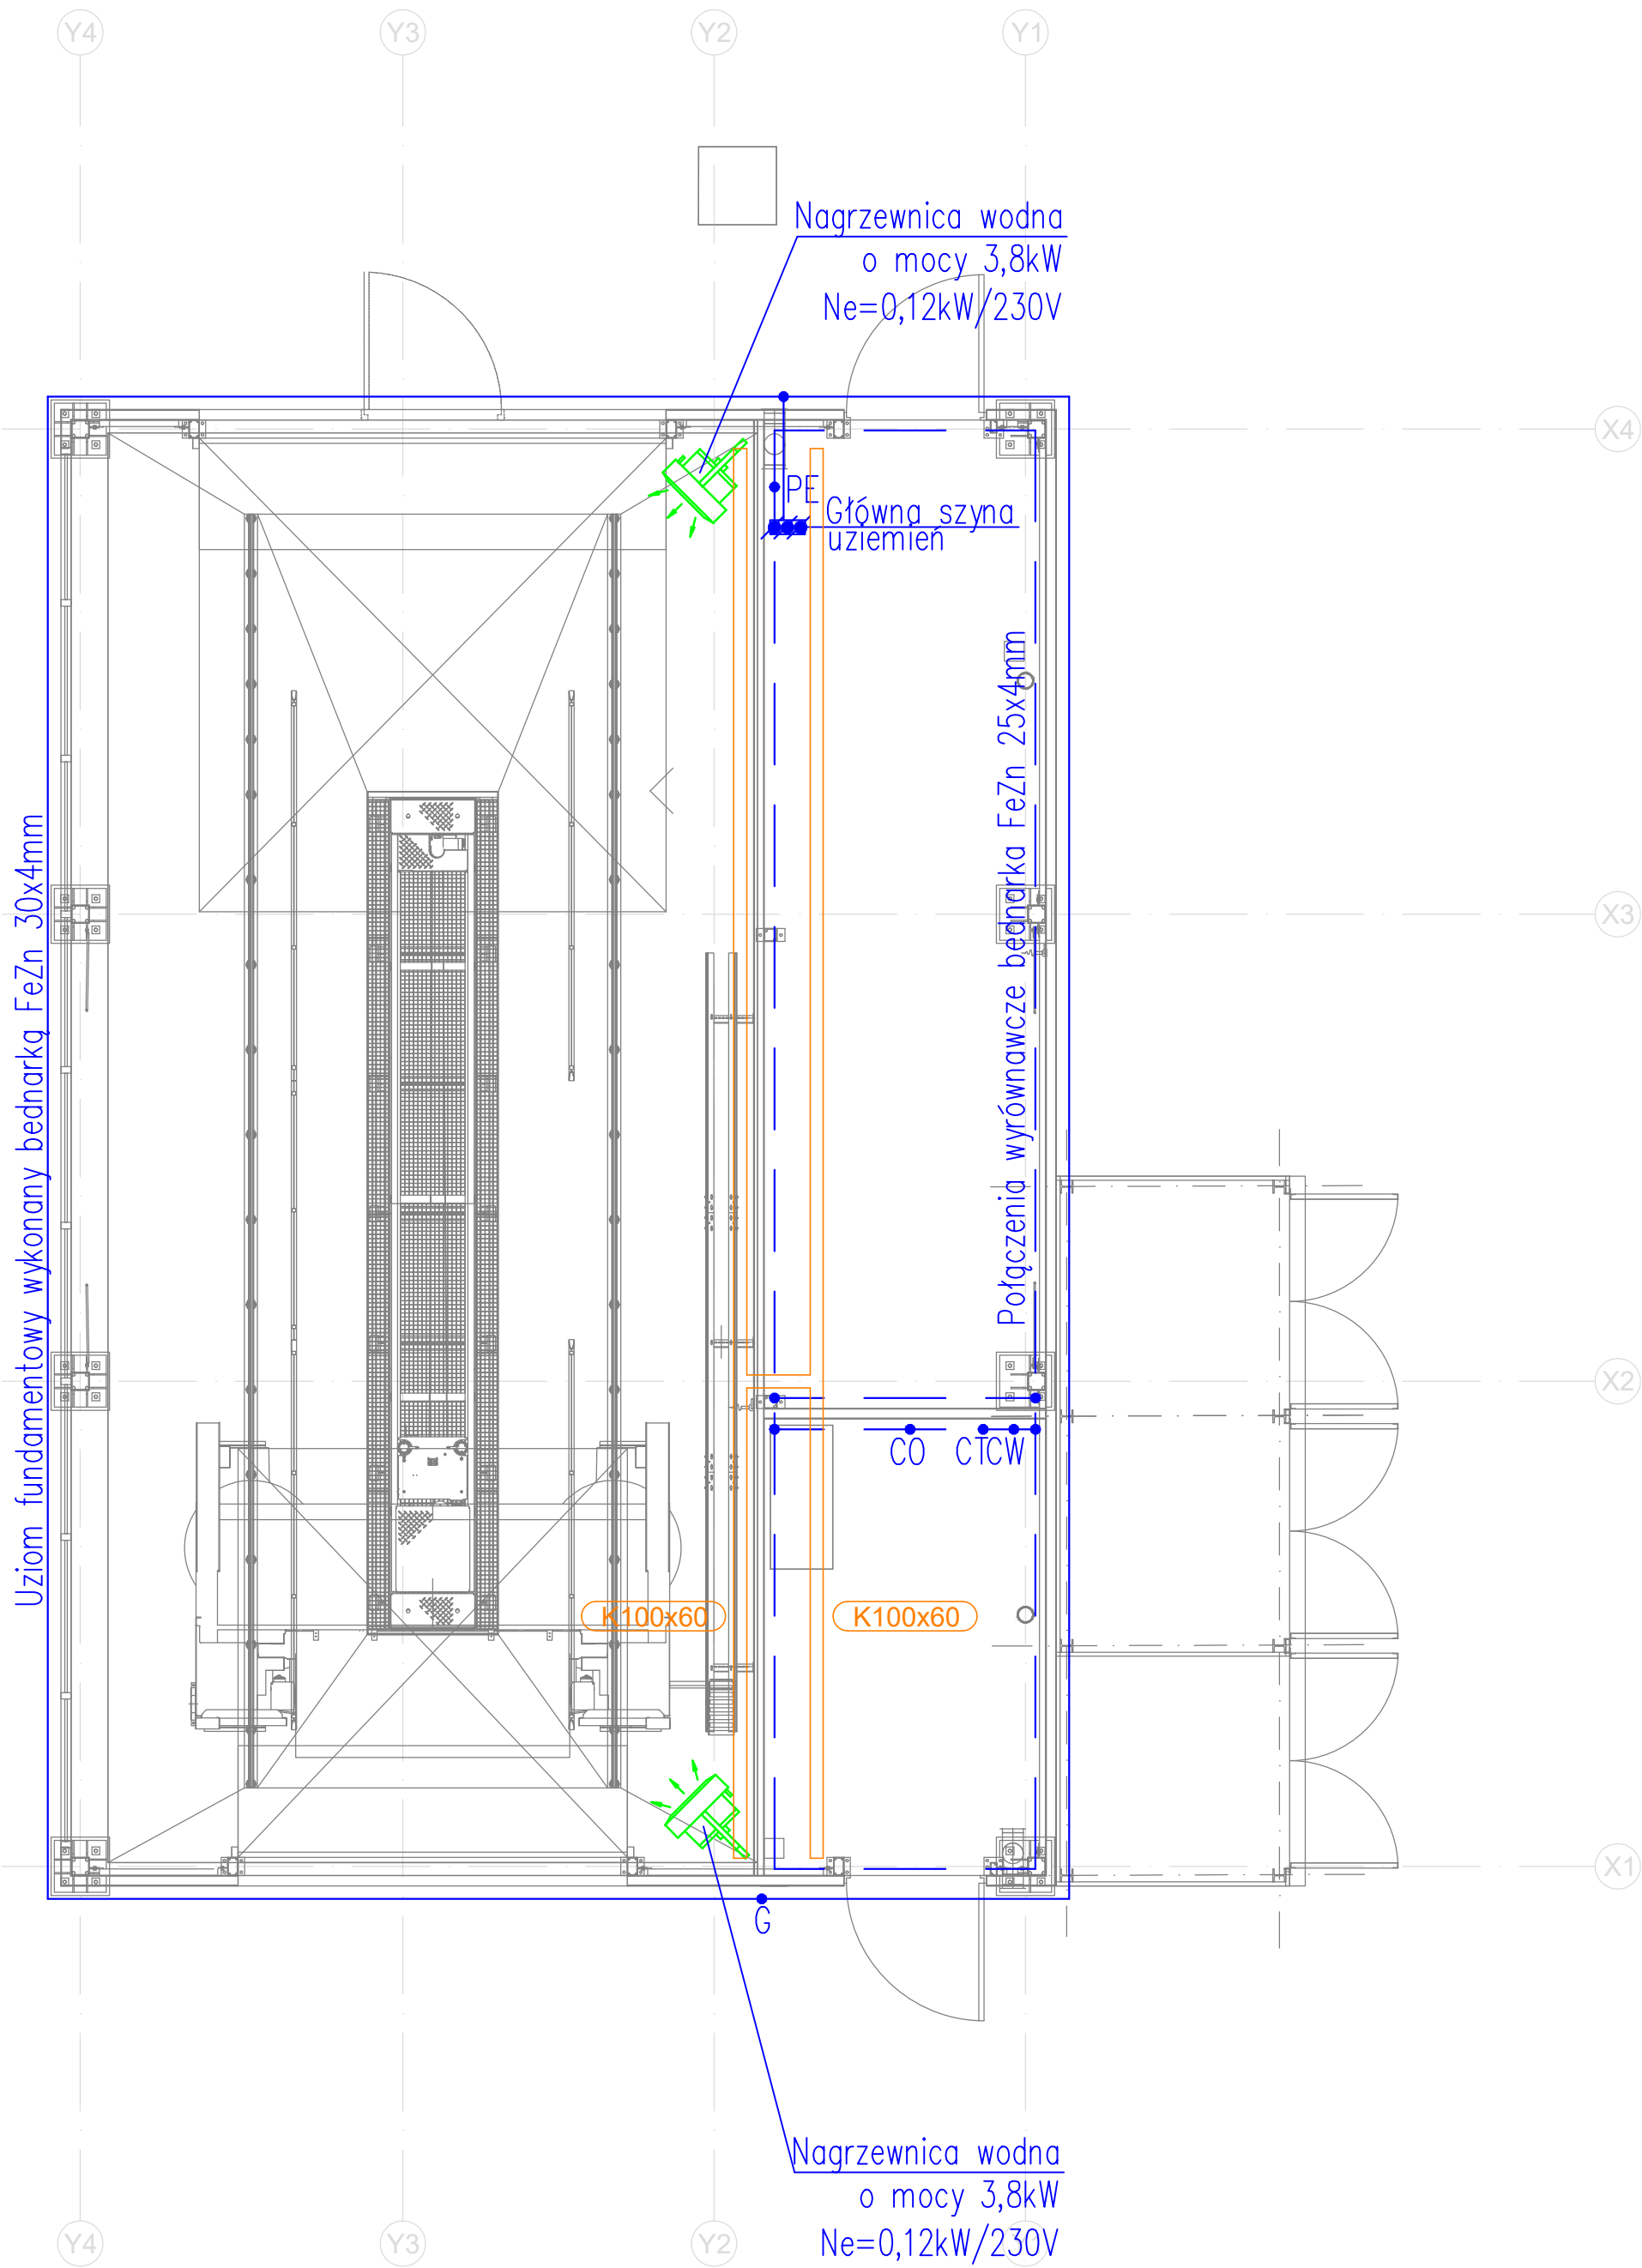 Y4
Y3
Y2
Y1
Nagrzewnica wodna
o mocy 3,8kW
Ne=0,12kW/230V
X4
PE
Główna szyna
uziemień
Połączenia wyrównawcze bednarka FeZn 25x4mm
Uziom fundamentowy wykonany bednarką FeZn 30x4mm
X3
X2
CO
CT
CW
K100x60
K100x60
X1
G
Nagrzewnica wodna
o mocy 3,8kW
Ne=0,12kW/230V
Y4
Y3
Y2